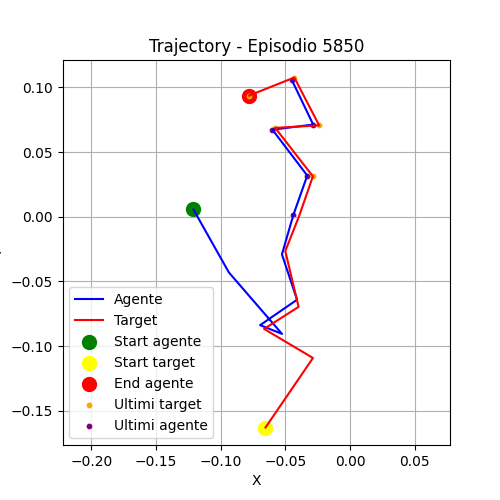 Trajectory - Episodio 5850
0.10
0.05
0.00
−0.05
−0.10
−0.15
Agente
Target
Start agente
Start target
End agente
Ultimi target
Ultimi agente
−0.20 −0.15 −0.10 −0.05 0.00 0.05
X